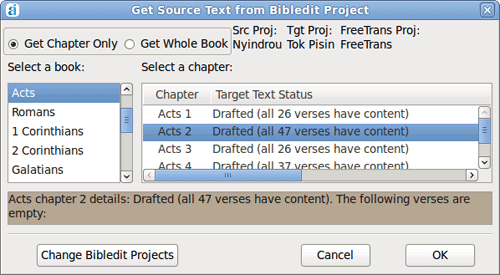 Get Source Text from Bibledit Project
Get Chapter Only Get Whole Book
Src Proj: Tgt Proj: FreeTrans Proj:
Nyindrou Tok Pisin FreeTrans
Select a book: Select a chapter:
Acts
Romans
1 Corinthians
2 Corinthians
Galatians
Chapter Target Text Status
Acts 1 Drafted (all 26 verses have content)
Acts 2 Drafted (all 47 verses have content)
Acts 3 Drafted (all 26 verses have content)
Acts 4 Drafted (all 37 verses have content)
Acts chapter 2 details: Drafted (all 47 verses have content). The following verses are
empty:
Change Bibledit Projects Cancel OK